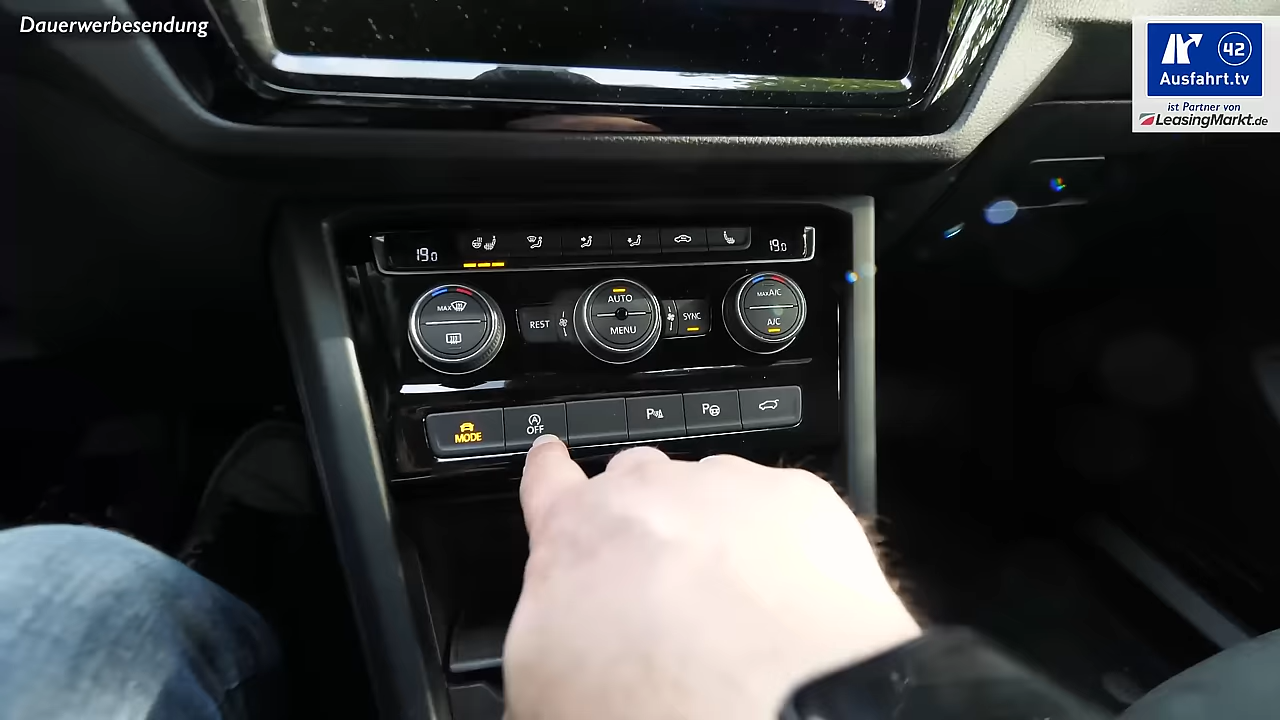 Dauerwerbesendung
42
Ausfahrt.tv
ist Partner von
LeasingMarkt.de
19.0
19.0
MAX
REST
AUTO
MENU
SYNC
MAX A/C
A/C
MODE
A
OFF
P
P